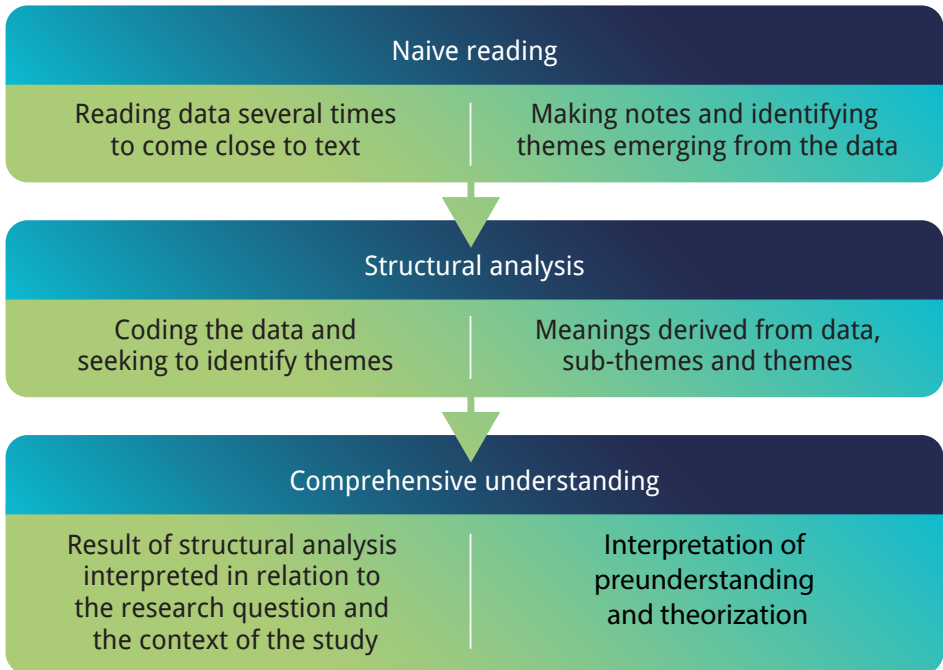 Naive reading
Reading data several times
to come close to text
Making notes and identifying
themes emerging from the data
Structural analysis
Coding the data and
seeking to identify themes
Meanings derived from data,
sub-themes and themes
Comprehensive understanding
Result of structural analysis
interpreted in relation to
the research question and
the context of the study
Interpretation of
preunderstanding
and theorization